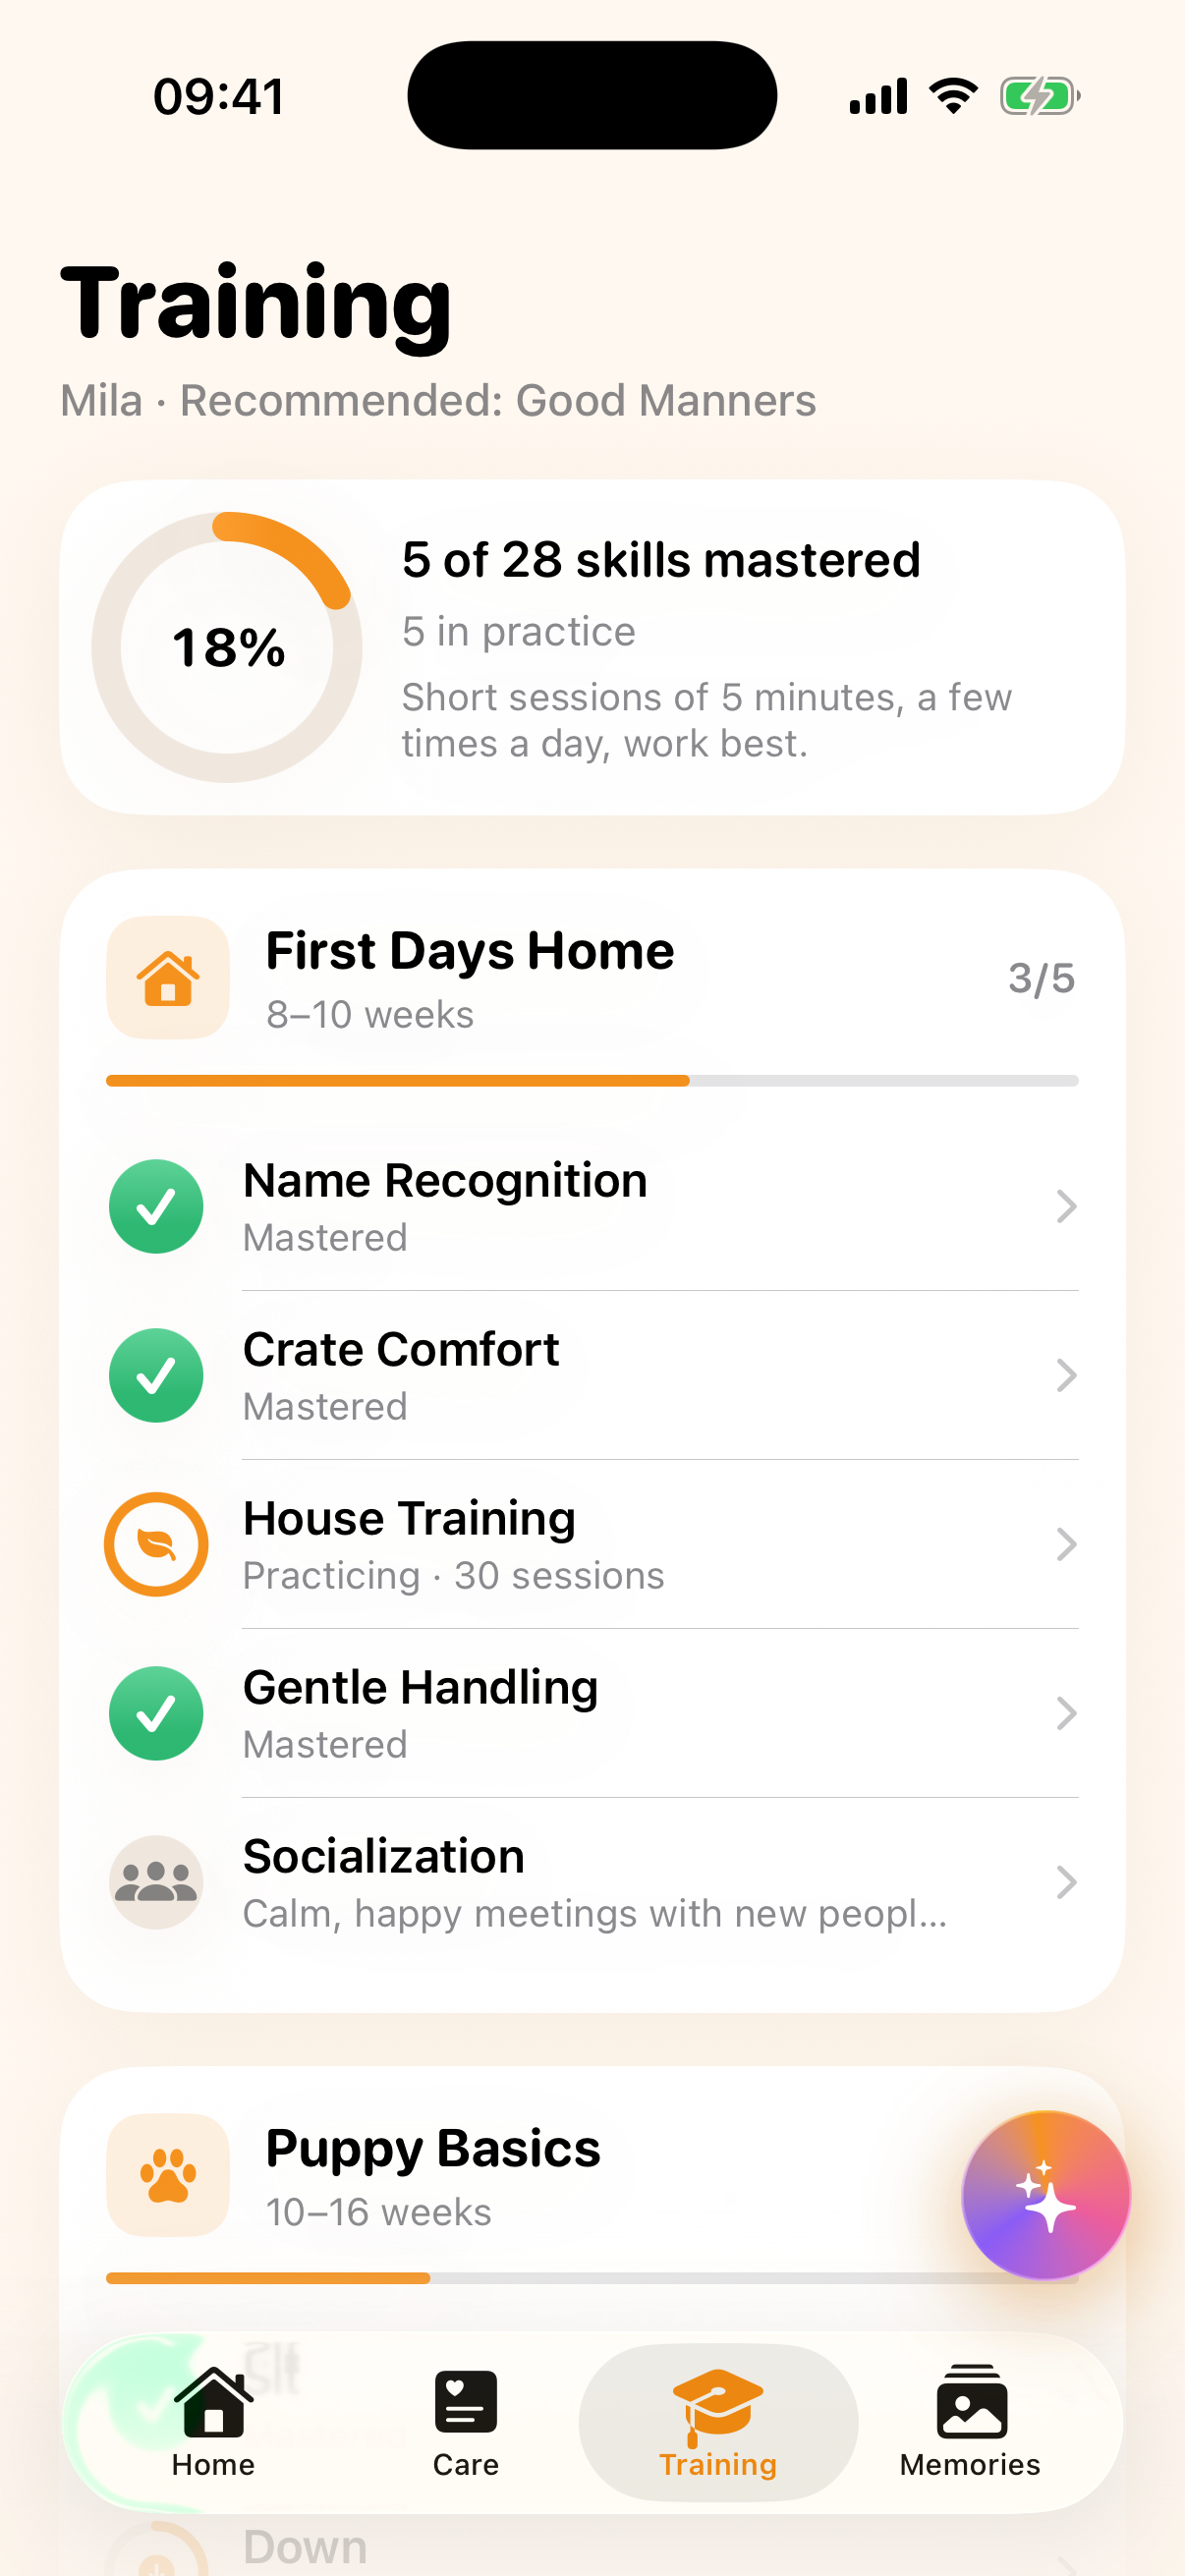 09:41
Training
Mila · Recommended: Good Manners
18%
5 of 28 skills mastered
5 in practice
Short sessions of 5 minutes, a few
times a day, work best.
First Days Home
8–10 weeks
3/5
Name Recognition
Mastered
Crate Comfort
Mastered
House Training
Practicing · 30 sessions
Gentle Handling
Mastered
Socialization
Calm, happy meetings with new peopl...
Puppy Basics
10–16 weeks
Home
Care
Training
Memories
Down